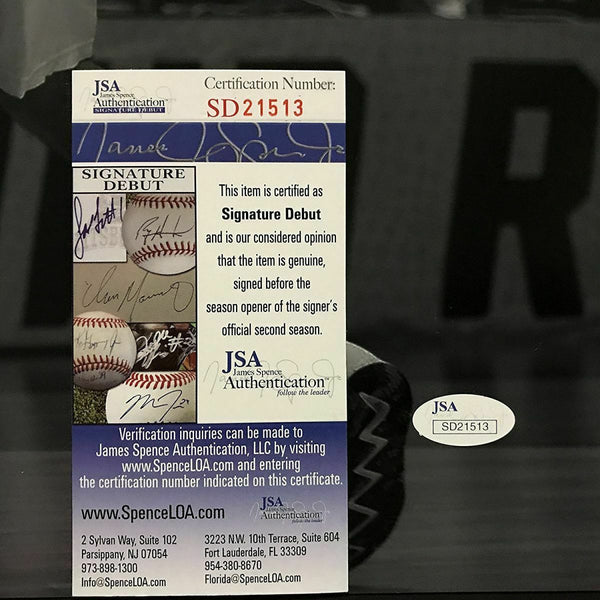 JSA
James Spence
Authentication
SIGNATURE DEBUT
Certification Number:
SD21513
SIGNATURE
DEBUT
This item is certified as
Signature Debut
and is our considered opinion
that the item is genuine,
signed before the
season opener of the signer's
official second season.
JSA
James Spence
Authentication
follow the leader
Verification inquiries can be made to
James Spence Authentication, LLC by visiting
www.SpenceLOA.com and entering
the certification number indicated on this certificate.
www.SpenceLOA.com
JSA
James Spence
Authentication
follow the leader
2 Sylvan Way, Suite 102
Parsippany, NJ 07054
973-898-1300
Info@SpenceLOA.com
3223 N.W. 10th Terrace, Suite 604
Fort Lauderdale, FL 33309
954-380-8670
Florida@SpenceLOA.com
JSA
SD21513
R